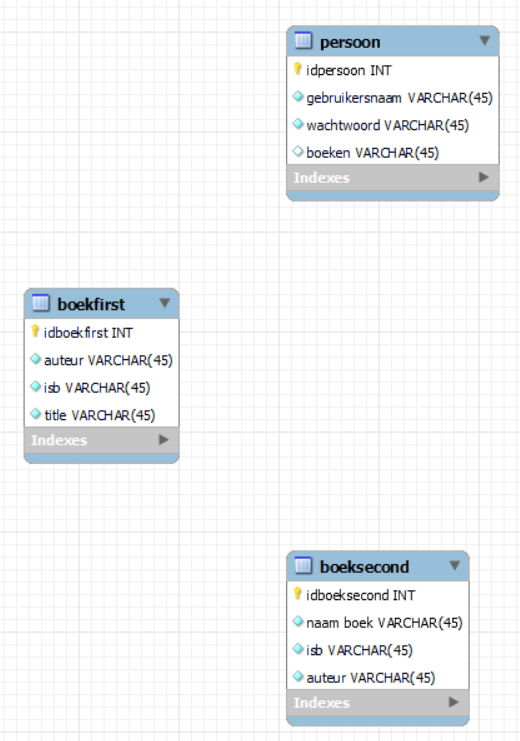 persoon
idpersoon INT
gebruikersnaam VARCHAR(45)
wachtwoord VARCHAR(45)
boeken VARCHAR(45)
Indexes
boekfirst
idboekfirst INT
auteur VARCHAR(45)
isb VARCHAR(45)
title VARCHAR(45)
Indexes
boeksecond
idboeksecond INT
naam boek VARCHAR(45)
isb VARCHAR(45)
auteur VARCHAR(45)
Indexes